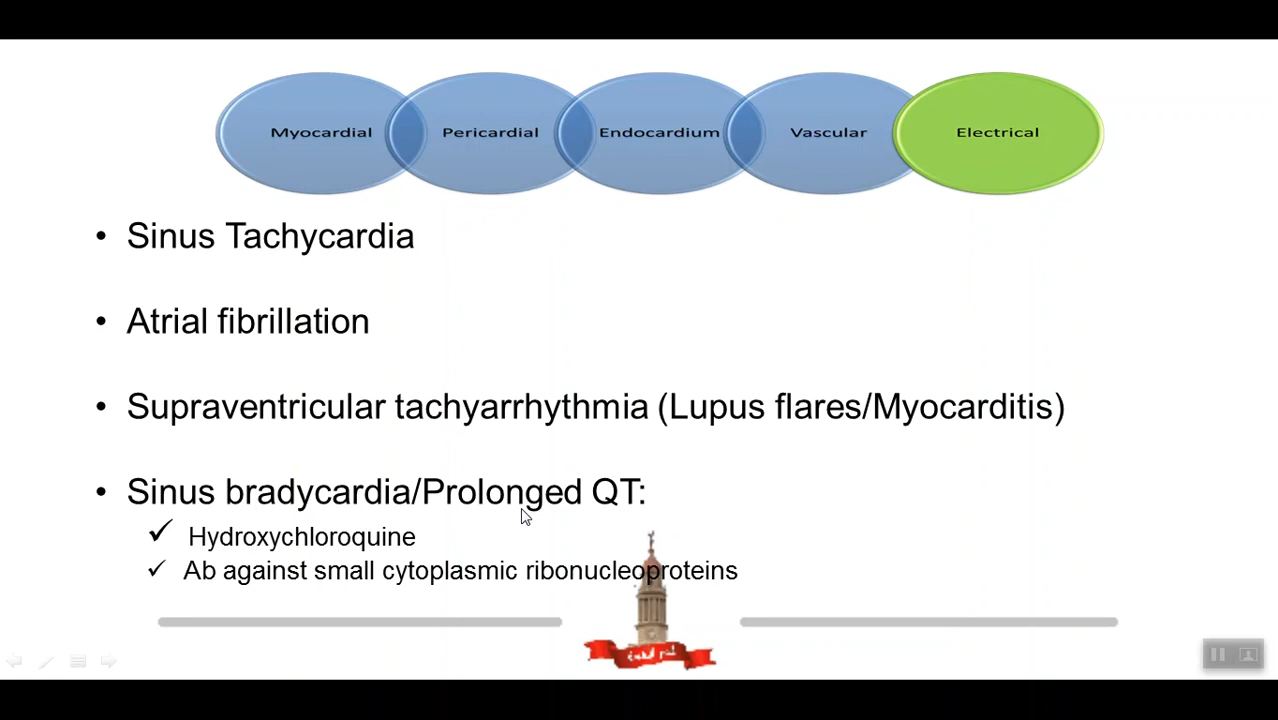 Myocardial
Pericardial
Endocardium
Vascular
Electrical
• Sinus Tachycardia
• Atrial fibrillation
• Supraventricular tachyarrhythmia (Lupus flares/Myocarditis)
• Sinus bradycardia/Prolonged QT:
✓ Hydroxychloroquine
✓ Ab against small cytoplasmic ribonucleoproteins